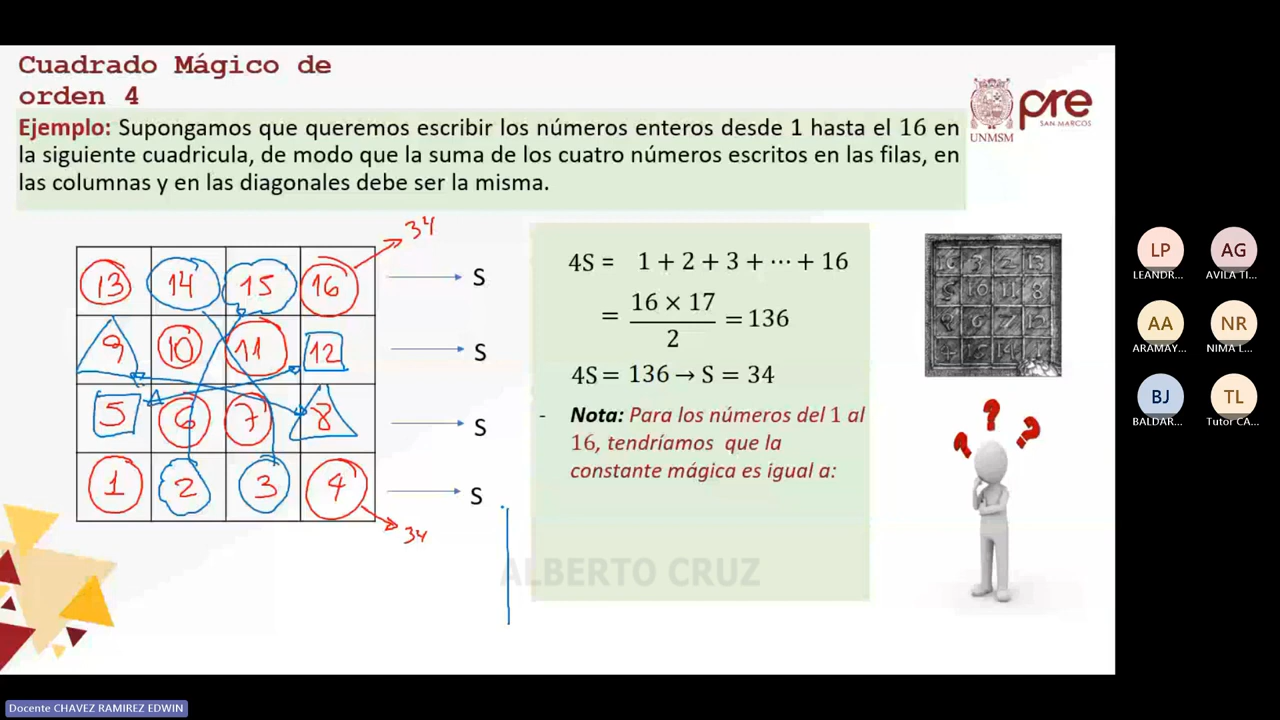 Cuadrado Mágico de
orden 4
pre
SAN MARCOS
UNMSM
Ejemplo: Supongamos que queremos escribir los números enteros desde 1 hasta el 16 en
la siguiente cuadricula, de modo que la suma de los cuatro números escritos en las filas, en
las columnas y en las diagonales debe ser la misma.
34
13 14 15 16 S
9 10 11 12 S
5 6 7 8 S
1 2 3 4 S
34
4S = 1 + 2 + 3 + ⋯ + 16
= 16 × 17 / 2 = 136
4S = 136 → S = 34
- Nota: Para los números del 1 al
16, tendríamos que la
constante mágica es igual a:
ALBERTO CRUZ
LP AG
LEANDR... AVILA TI...
AA NR
ARAMAY... NIMA L...
BJ TL
BALDAR... Tutor CA...
Docente CHAVEZ RAMIREZ EDWIN